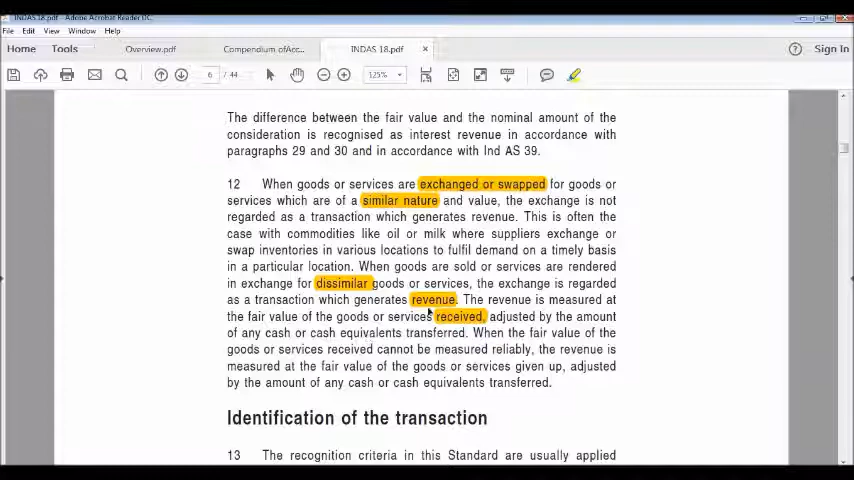 INDAS 18.pdf - Adobe Acrobat Reader DC
File Edit View Window Help
Home Tools Overview.pdf Compendium ofAcc... INDAS 18.pdf × ? Sign In
6 / 44 125%
The difference between the fair value and the nominal amount of the
consideration is recognised as interest revenue in accordance with
paragraphs 29 and 30 and in accordance with Ind AS 39.
12 When goods or services are exchanged or swapped for goods or
services which are of a similar nature and value, the exchange is not
regarded as a transaction which generates revenue. This is often the
case with commodities like oil or milk where suppliers exchange or
swap inventories in various locations to fulfil demand on a timely basis
in a particular location. When goods are sold or services are rendered
in exchange for dissimilar goods or services, the exchange is regarded
as a transaction which generates revenue. The revenue is measured at
the fair value of the goods or services received, adjusted by the amount
of any cash or cash equivalents transferred. When the fair value of the
goods or services received cannot be measured reliably, the revenue is
measured at the fair value of the goods or services given up, adjusted
by the amount of any cash or cash equivalents transferred.
Identification of the transaction
13 The recognition criteria in this Standard are usually applied